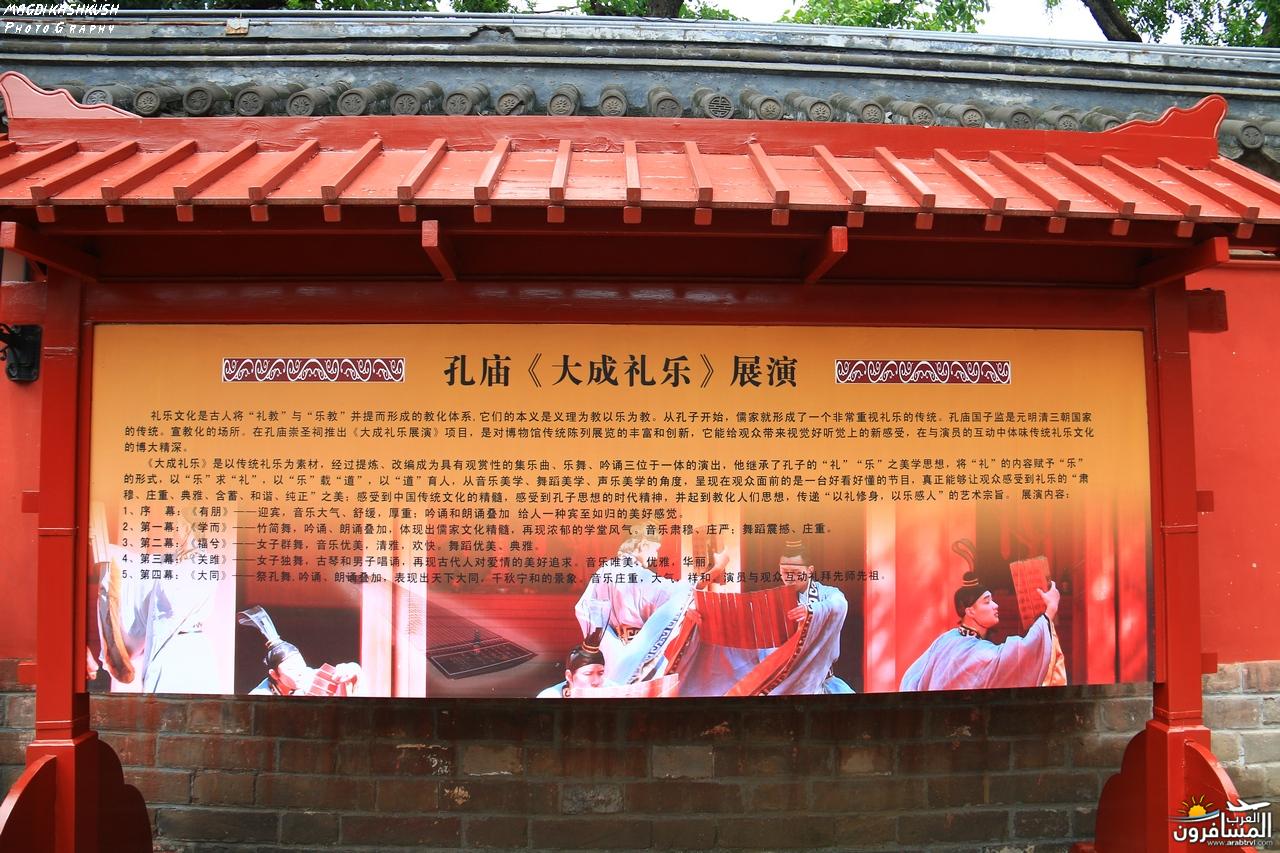 MAGDI KASHKUSH
PHOTOGRAPHY
孔庙《大成礼乐》展演
礼乐文化是古人将“礼教”与“乐教”并提而形成的教化体系,它们的本义是义理为教以乐为教。从孔子开始，儒家就形成了一个非常重视礼乐的传统。孔庙国子监是元明清三朝国家
的传统。宣教化的场所。在孔庙崇圣祠推出《大成礼乐展演》项目，是对博物馆传统陈列展览的丰富和创新，它能给观众带来视觉好听觉上的新感受，在与演员的互动中体味传统礼乐文化
的博大精深。
《大成礼乐》是以传统礼乐为素材，经过提炼、改编成为具有观赏性的集乐曲、乐舞、吟诵三位于一体的演出，他继承了孔子的“礼”“乐”之美学思想，将“礼”的内容赋予“乐”
的形式，以“乐”求“礼”，以“乐”载“道”，以“道”育人，从音乐美学、舞蹈美学、声乐美学的角度，呈现在观众面前的是一台好看好懂的节目，真正能够让观众感受到礼乐的“肃
穆、庄重、典雅、含蓄、和谐、纯正”之美；感受到中国传统文化的精髓，感受到孔子思想的时代精神，并起到教化人们思想，传递“以礼修身，以乐感人”的艺术宗旨。 展演内容：
1、序 幕：《有朋》——迎宾，音乐大气、舒缓，厚重；吟诵和朗诵叠加 给人一种宾至如归的美好感觉。
2、第一幕：《学而》——竹简舞，吟诵、朗诵叠加，体现出儒家文化精髓，再现浓郁的学堂风气。音乐肃穆、庄严；舞蹈震撼、庄重。
3、第二幕：《福兮》——女子群舞，音乐优美，清雅，欢快。舞蹈优美、典雅。
4、第三幕：《关雎》——女子独舞，古琴和男子唱诵，再现古代人对爱情的美好追求。音乐唯美、优雅，华丽。
5、第四幕：《大同》——祭孔舞.吟诵、朗诵叠加，表现出天下大同，千秋宁和的景象。音乐庄重，大气，祥和。演员与观众互动礼拜先师先祖。
العرب
المسافرون
www.arabtrvl.com